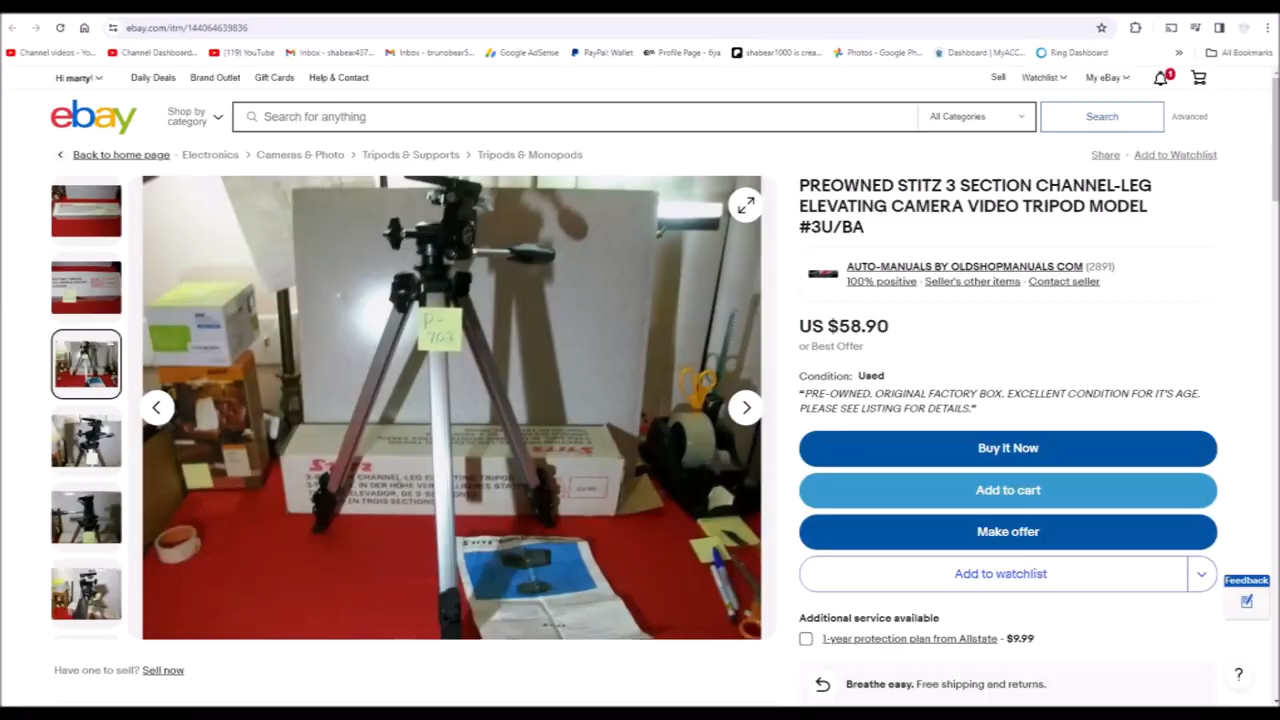 ebay.com/itm/144064639836
Channel videos - Yo...
Channel Dashboard...
(119) YouTube
Inbox - shabear437...
Inbox - brunobear5...
Google AdSense
PayPal Wallet
Profile Page - 6ya
shabear1000 is crea...
Photos - Google Ph...
Dashboard | MyACC...
Ring Dashboard
All Bookmarks
Hi marty!
Daily Deals
Brand Outlet
Gift Cards
Help & Contact
Sell
Watchlist
My eBay
1
ebay
Shop by
category
Search for anything
All Categories
Search
Advanced
Back to home page
Electronics
Cameras & Photo
Tripods & Supports
Tripods & Monopods
Share
Add to Watchlist
PREOWNED STITZ 3 SECTION CHANNEL-LEG
ELEVATING CAMERA VIDEO TRIPOD MODEL
#3U/BA
AUTO-MANUALS BY OLDSHOPMANUALS COM (2891)
100% positive · Seller's other items · Contact seller
US $58.90
or Best Offer
Condition: Used
"PRE-OWNED. ORIGINAL FACTORY BOX. EXCELLENT CONDITION FOR IT'S AGE.
PLEASE SEE LISTING FOR DETAILS."
Buy It Now
Add to cart
Make offer
Add to watchlist
Additional service available
1-year protection plan from Allstate - $9.99
Breathe easy. Free shipping and returns.
Feedback
?
Stitz
Have one to sell? Sell now